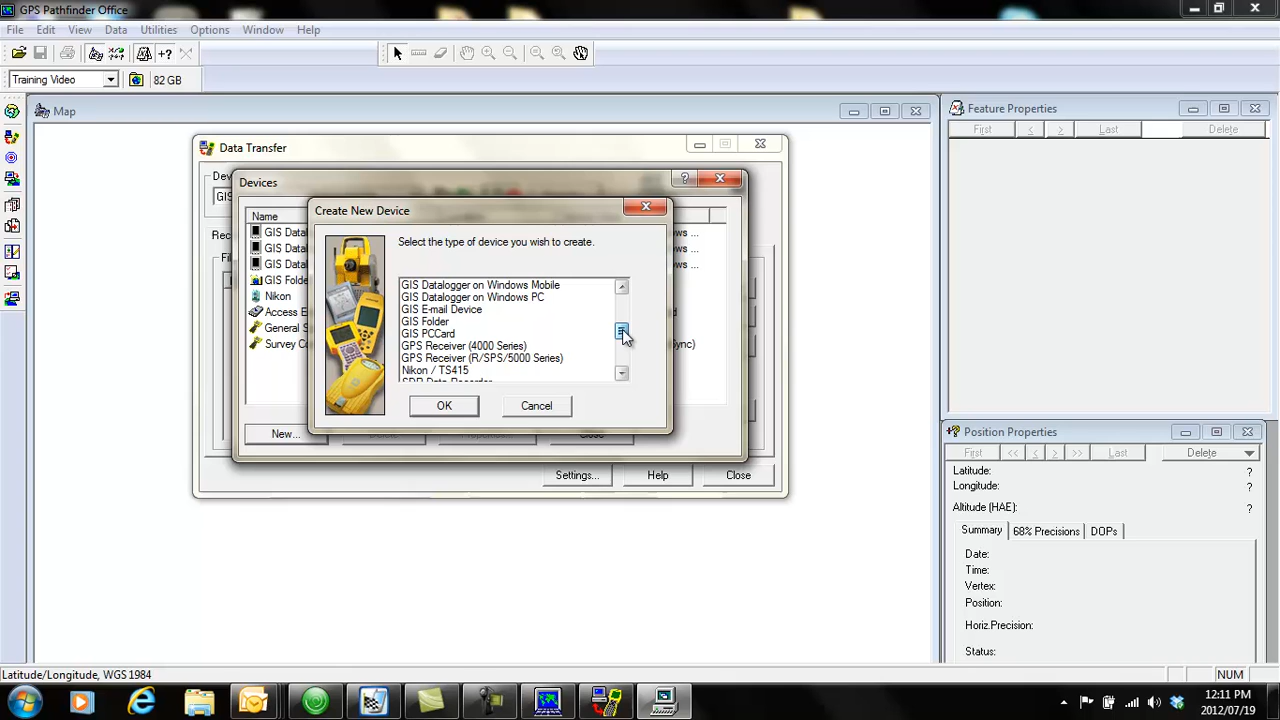 GPS Pathfinder Office
File Edit View Data Utilities Options Window Help
Training Video 82 GB
Map
Feature Properties
First < > Last Delete
Data Transfer
Devices
Create New Device
Select the type of device you wish to create.
Name
GIS Folde
Nikon
Access E
General S
Survey Co
GIS Datalogger on Windows Mobile
GIS Datalogger on Windows PC
GIS E-mail Device
GIS Folder
GIS PCCard
GPS Receiver (4000 Series)
GPS Receiver (R/SPS/5000 Series)
Nikon / TS415
SDR Data Recorder
OK Cancel
New... Close
Settings... Help Close
Position Properties
First << < > >> Last Delete
Latitude: ?
Longitude: ?
Altitude (HAE): ?
Summary 68% Precisions DOPs
Date:
Time:
Vertex:
Position:
Horiz.Precision:
Status:
Latitude/Longitude, WGS 1984 NUM
12:11 PM
2012/07/19